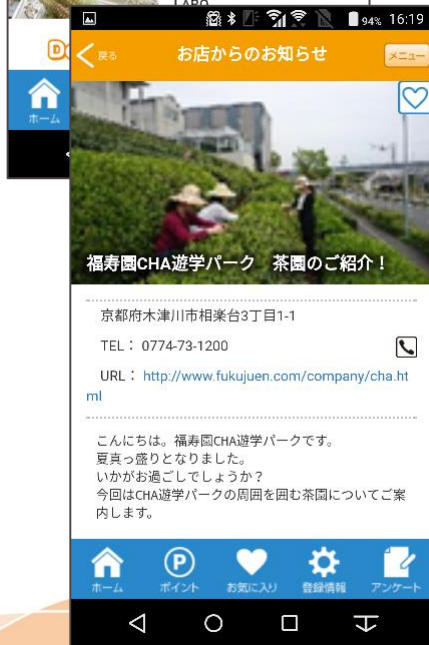 94% 16:19
戻る お店からのお知らせ メニュー
福寿園CHA遊学パーク 茶園のご紹介！
京都府木津川市相楽台3丁目1-1
TEL： 0774-73-1200
URL： http://www.fukujuen.com/company/cha.ht
ml
こんにちは。福寿園CHA遊学パークです。
夏真っ盛りとなりました。
いかがお過ごしでしょうか？
今回はCHA遊学パークの周囲を囲む茶園についてご案
内します。
ホーム ポイント お気に入り 登録情報 アンケート
ホーム